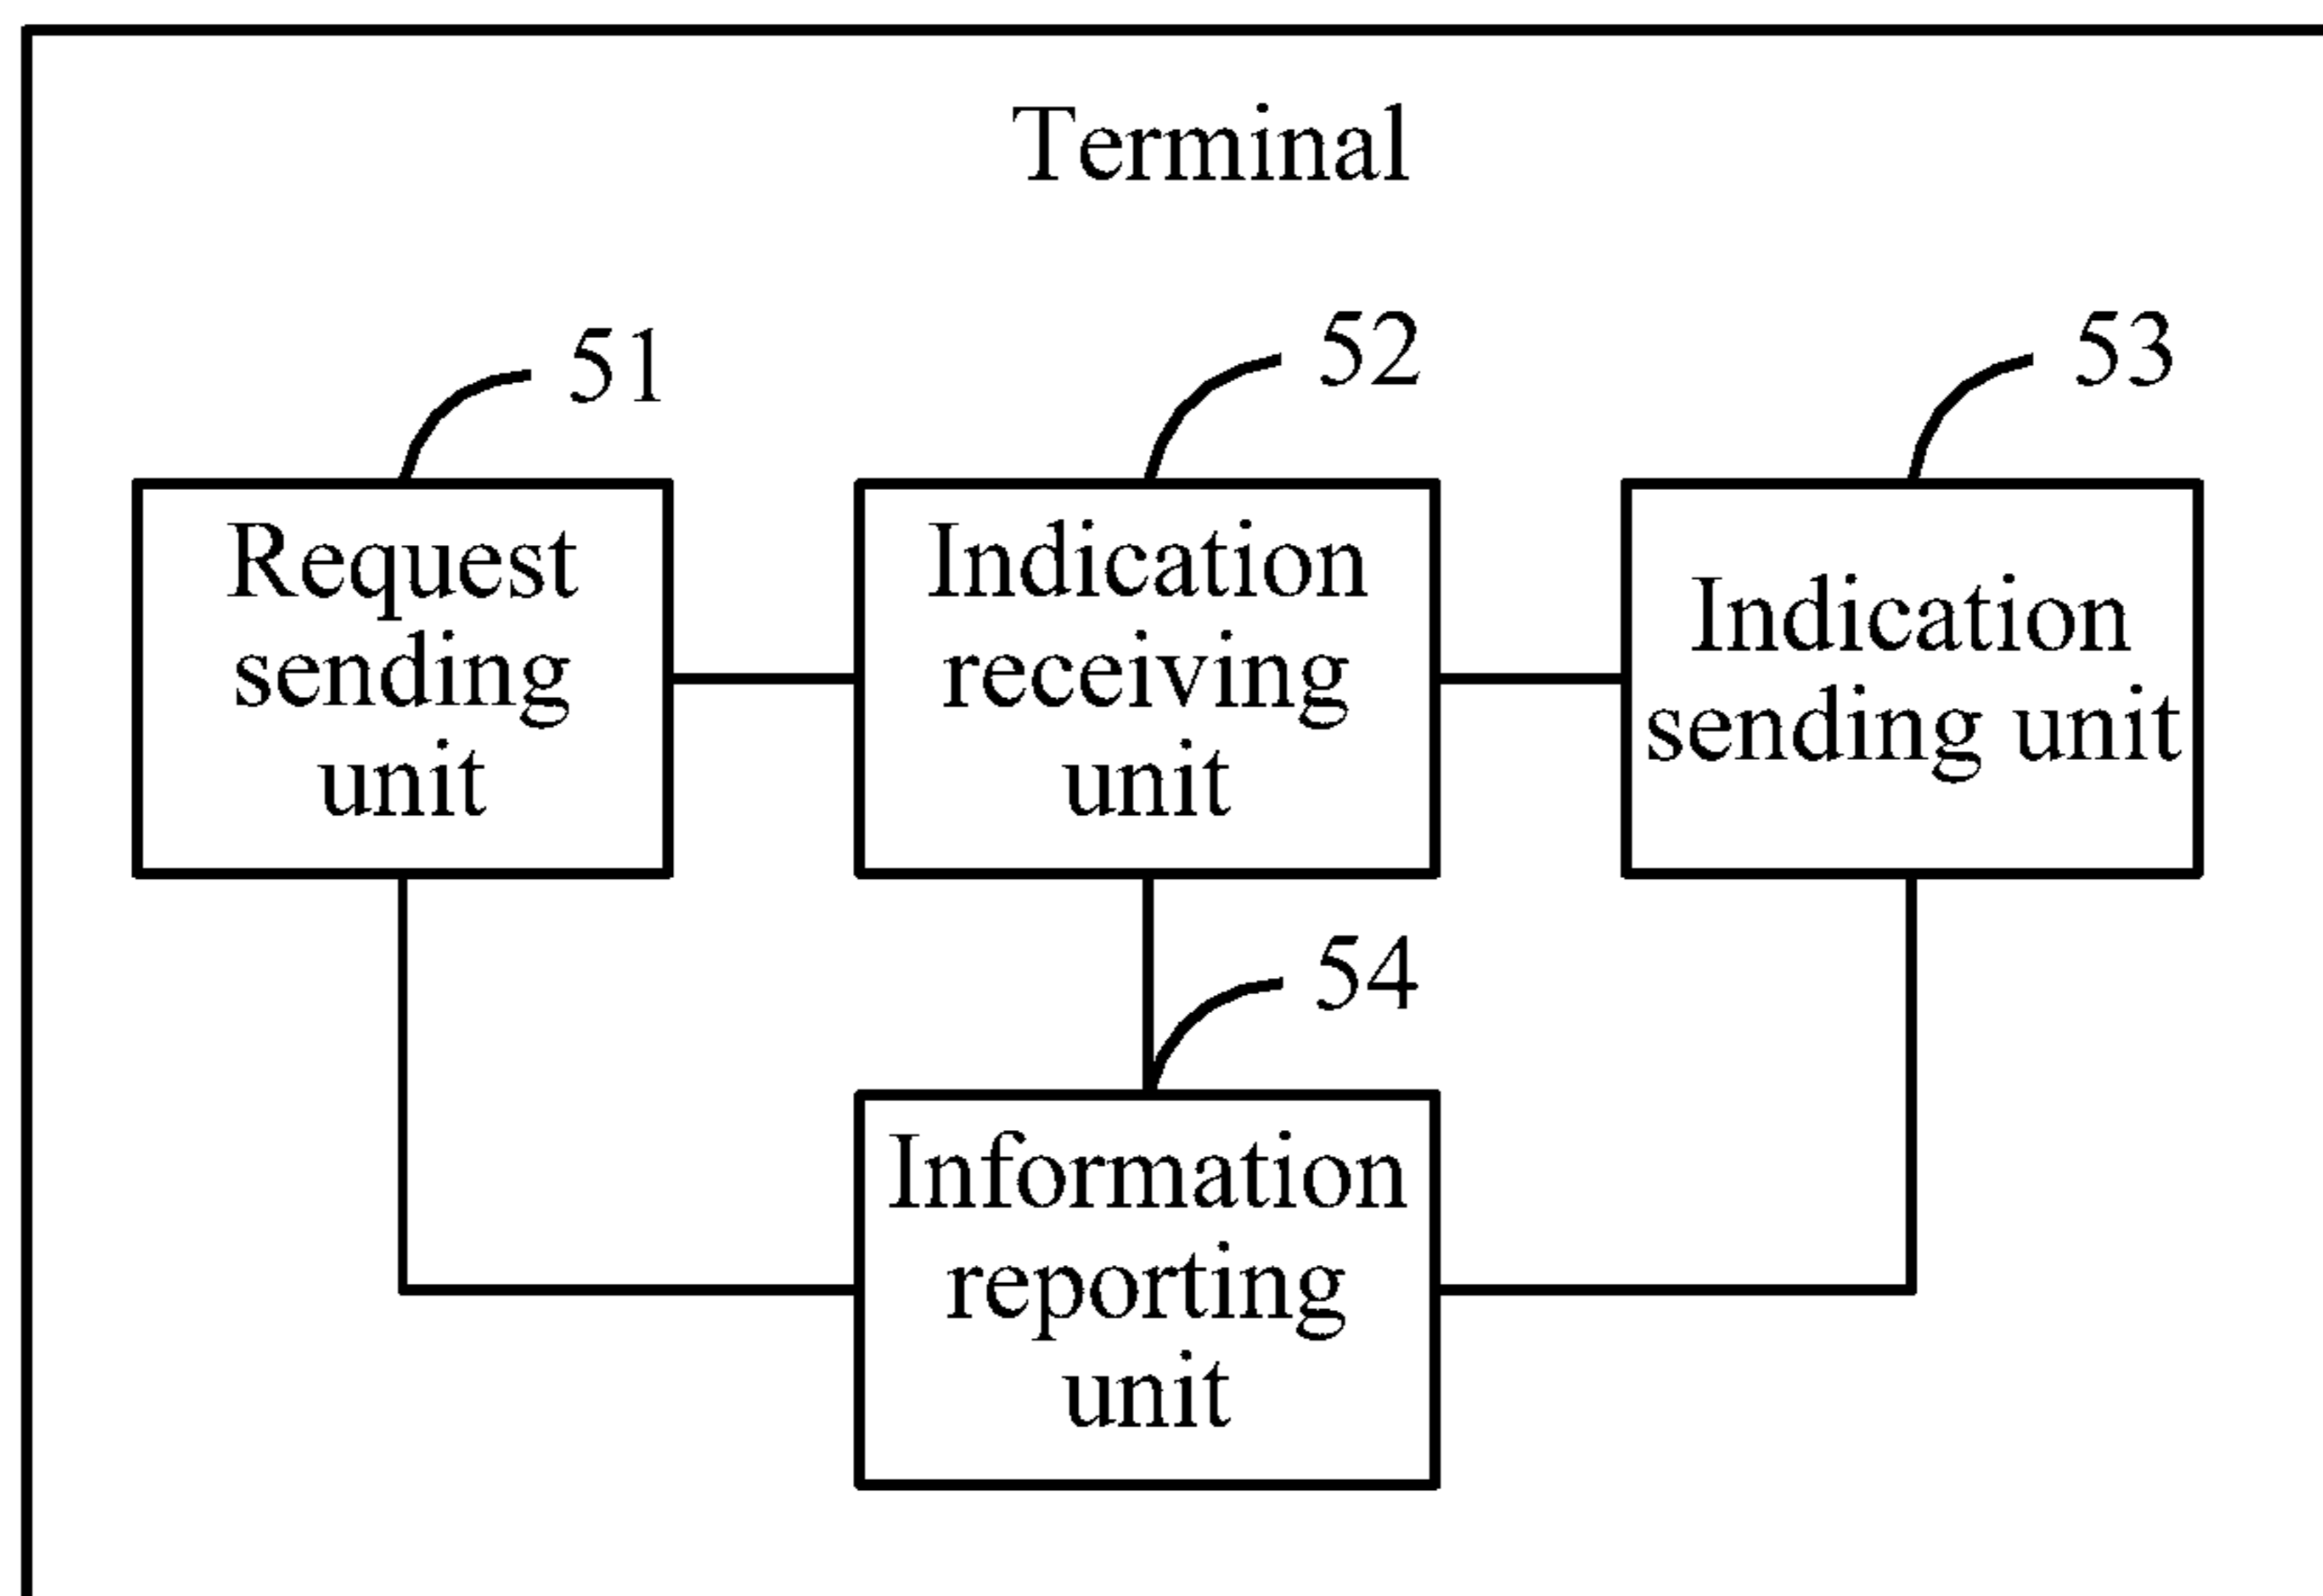 Terminal
51
52
53
Request
sending
unit
Indication
receiving
unit
Indication
sending unit
54
Information
reporting
unit